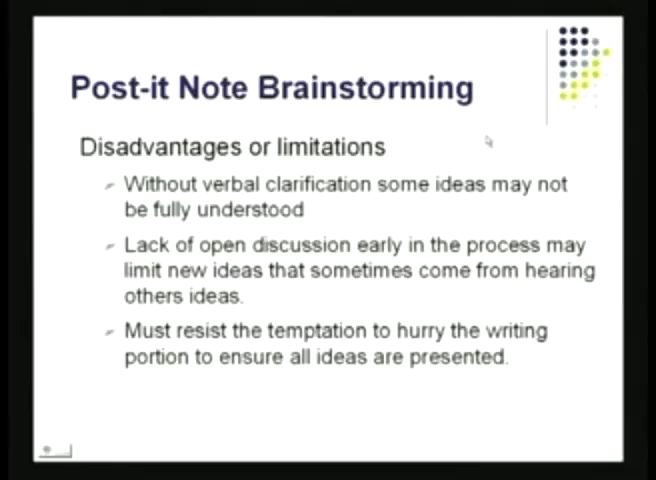 Post-it Note Brainstorming
Disadvantages or limitations
Without verbal clarification some ideas may not
be fully understood
Lack of open discussion early in the process may
limit new ideas that sometimes come from hearing
others ideas.
Must resist the temptation to hurry the writing
portion to ensure all ideas are presented.